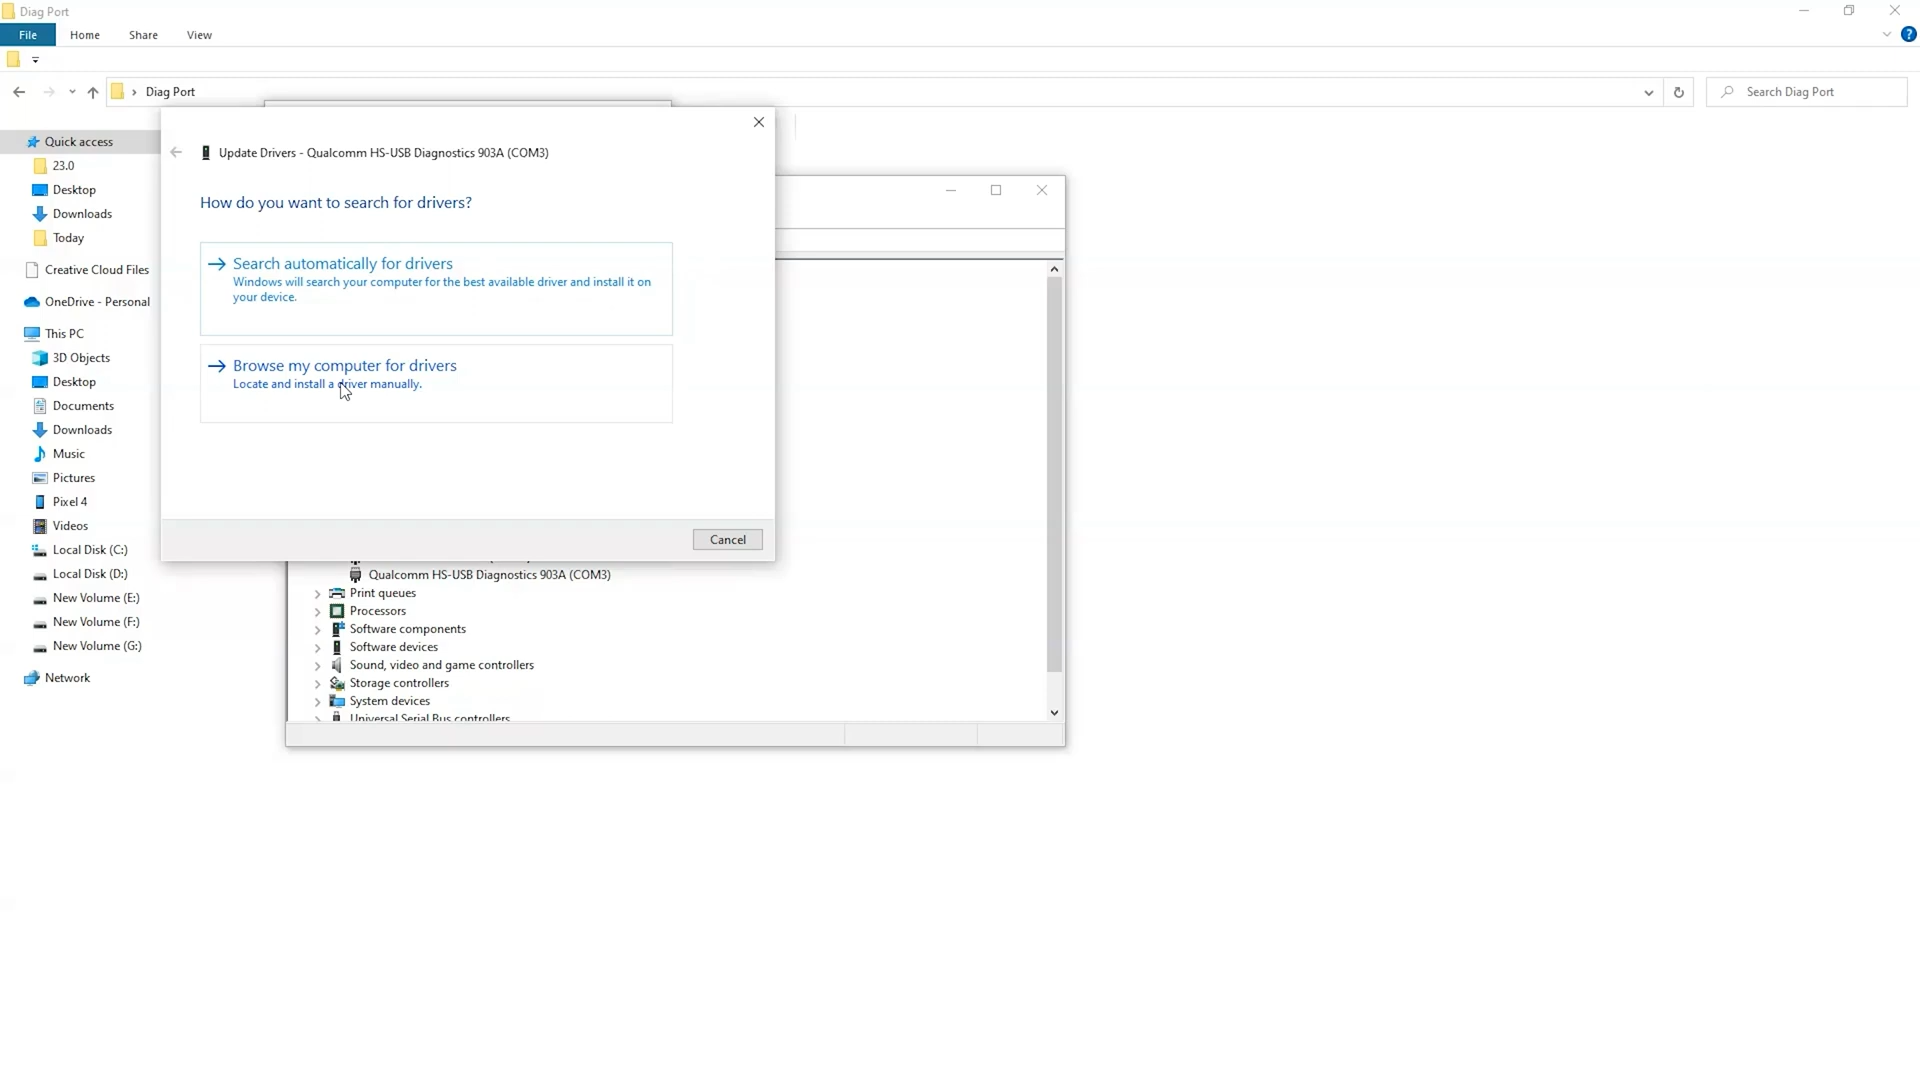 Diag Port
File
Home
Share
View
Diag Port
Search Diag Port
Quick access
23.0
Desktop
Downloads
Today
Creative Cloud Files
OneDrive - Personal
This PC
3D Objects
Desktop
Documents
Downloads
Music
Pictures
Pixel 4
Videos
Local Disk (C:)
Local Disk (D:)
New Volume (E:)
New Volume (F:)
New Volume (G:)
Network
Update Drivers - Qualcomm HS-USB Diagnostics 903A (COM3)
How do you want to search for drivers?
Search automatically for drivers
Windows will search your computer for the best available driver and install it on
your device.
Browse my computer for drivers
Locate and install a driver manually.
Cancel
Qualcomm HS-USB Diagnostics 903A (COM3)
Print queues
Processors
Software components
Software devices
Sound, video and game controllers
Storage controllers
System devices
Universal Serial Bus controllers